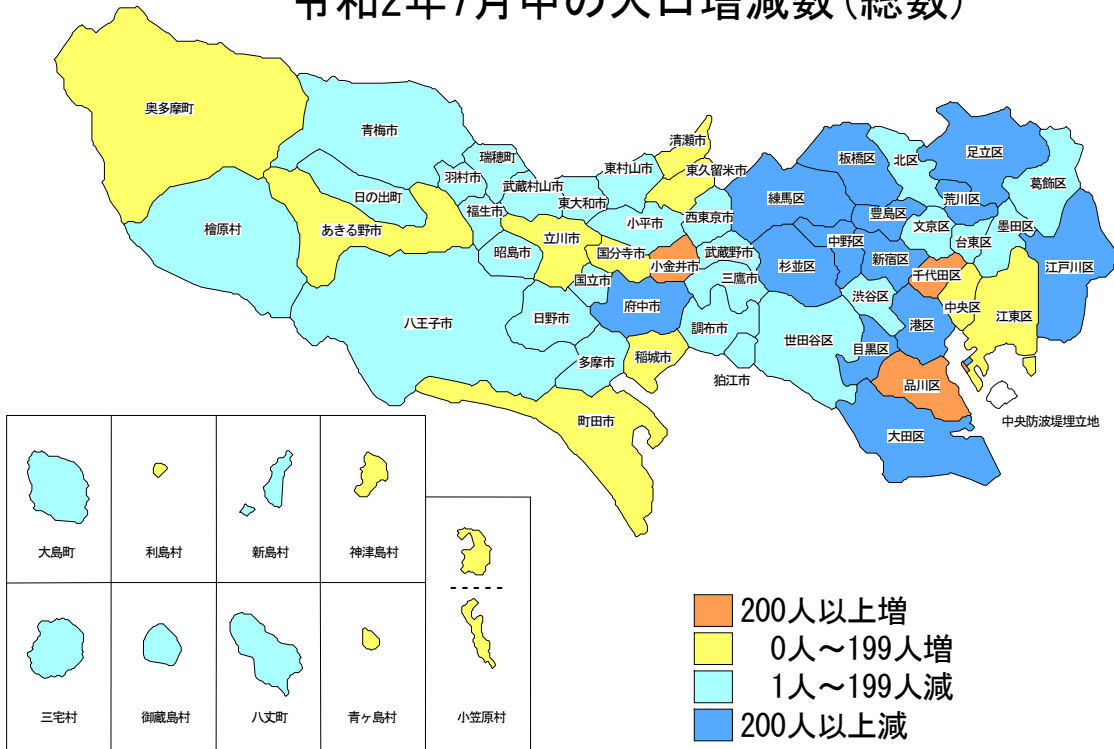 令和2年7月中の人口増減数(総数)
奥多摩町
青梅市
瑞穂町
羽村市
武蔵村山市
東大和市
東村山市
清瀬市
東久留米市
日の出町
あきる野市
檜原村
福生市
昭島市
立川市
国分寺市
小平市
小金井市
西東京市
武蔵野市
三鷹市
国立市
府中市
八王子市
日野市
多摩市
稲城市
調布市
狛江市
町田市
練馬区
板橋区
北区
足立区
葛飾区
荒川区
豊島区
文京区
台東区
墨田区
江戸川区
中野区
杉並区
新宿区
千代田区
中央区
江東区
渋谷区
港区
世田谷区
目黒区
品川区
大田区
中央防波堤埋立地
大島町
利島村
新島村
神津島村
三宅村
御蔵島村
八丈町
青ヶ島村
小笠原村
200人以上増
0人～199人増
1人～199人減
200人以上減